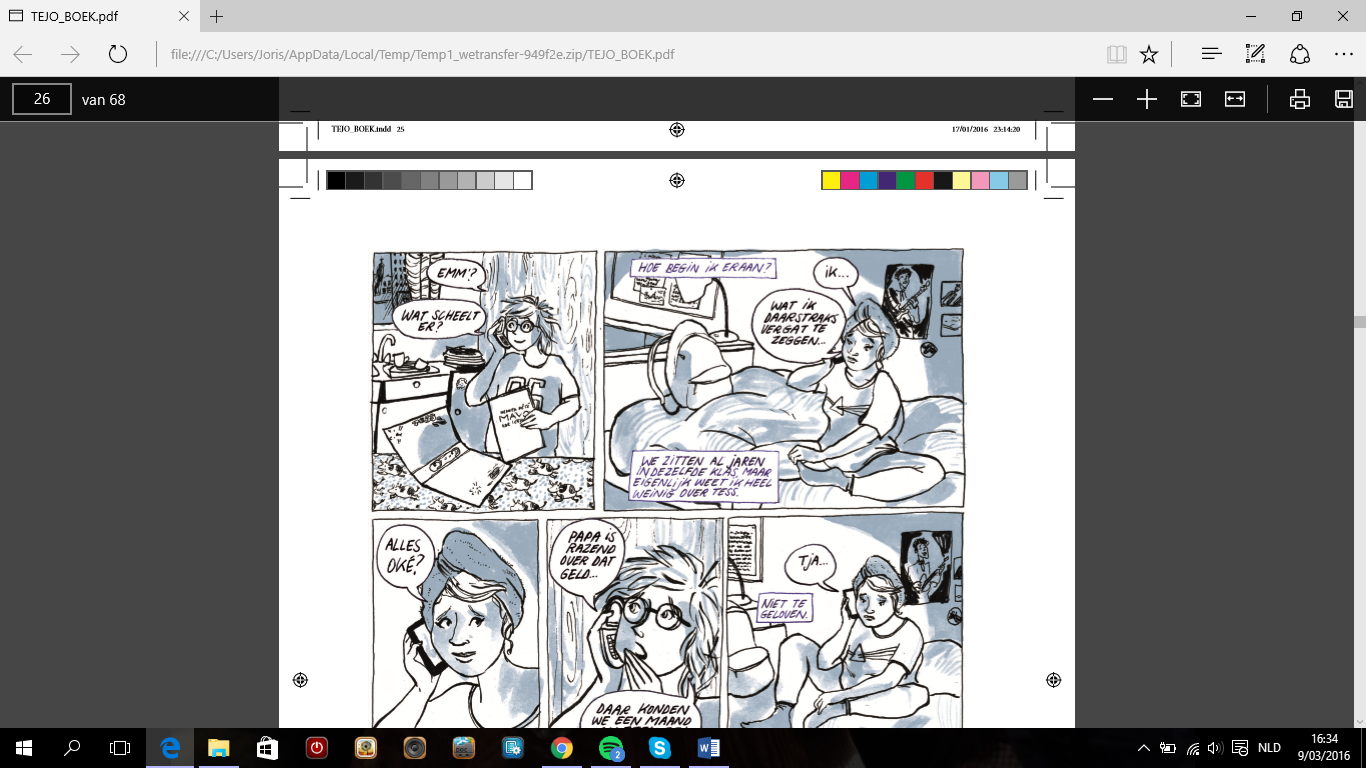 TEJO_BOEK.pdf
file:///C:/Users/Joris/AppData/Local/Temp/Temp1_wetransfer-949f2e.zip/TEJO_BOEK.pdf
26 van 68
TEJO_BOEK.indd 25
17/01/2016 23:14:20
EMM?
WAT SCHEELT
ER?
MAVO
HOE BEGIN IK ERAAN?
IK...
WAT IK
DAARSTRAKS
VERGAT TE
ZEGGEN...
WE ZITTEN AL JAREN
IN DEZELFDE KLAS, MAAR
EIGENLIJK WEET IK HEEL
WEINIG OVER TESS.
ALLES
OKÉ?
PAPA IS
RAZEND
OVER DAT
GELD...
DAAR KONDEN
WE EEN MAAND
TJA...
NIET TE
GELOVEN.
2
NLD
16:34
9/03/2016